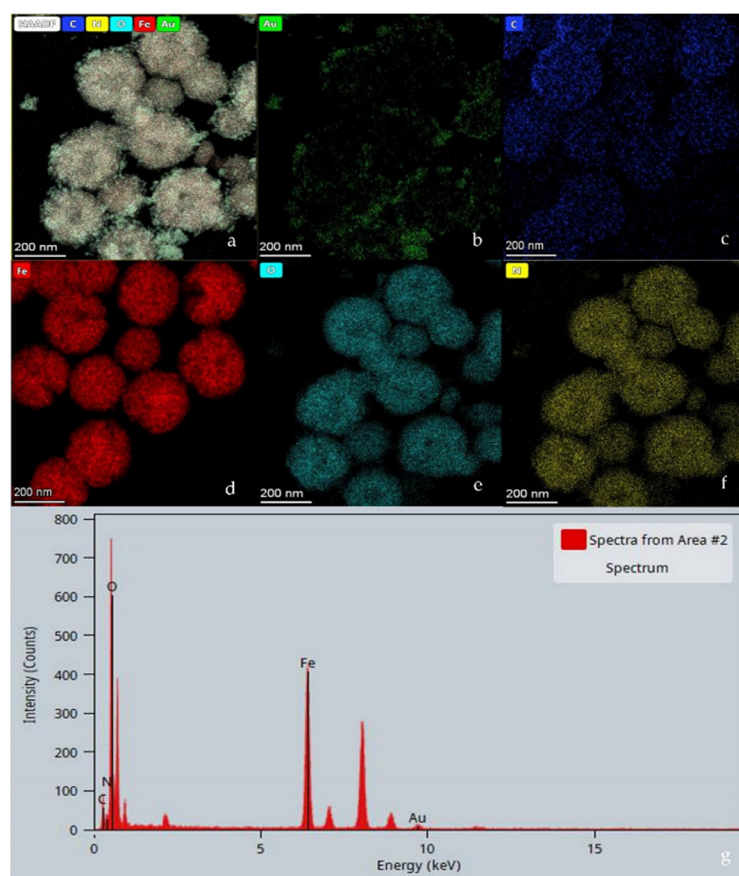 HAADF C N O Fe Au
200 nm a
Au
200 nm b
C
200 nm c
Fe
200 nm d
O
200 nm e
N
200 nm f
800
700
600
500
400
300
200
100
0
Intensity (Counts)
Spectra from Area #2
Spectrum
O
N
C
Fe
Au
0 5 10 15
Energy (keV)
g